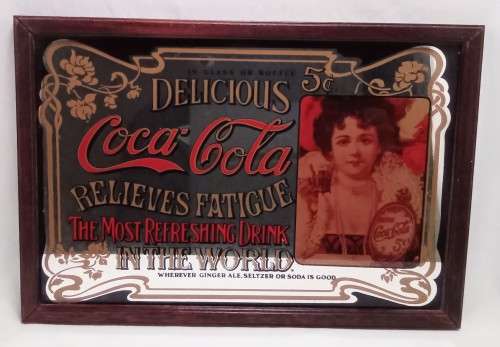 IN GLASS OR BOTTLE
DELICIOUS
5¢
Coca-Cola
RELIEVES FATIGUE
THE MOST REFRESHING DRINK
IN THE WORLD.
WHEREVER GINGER ALE, SELTZER OR SODA IS GOOD
Coca-Cola
5¢